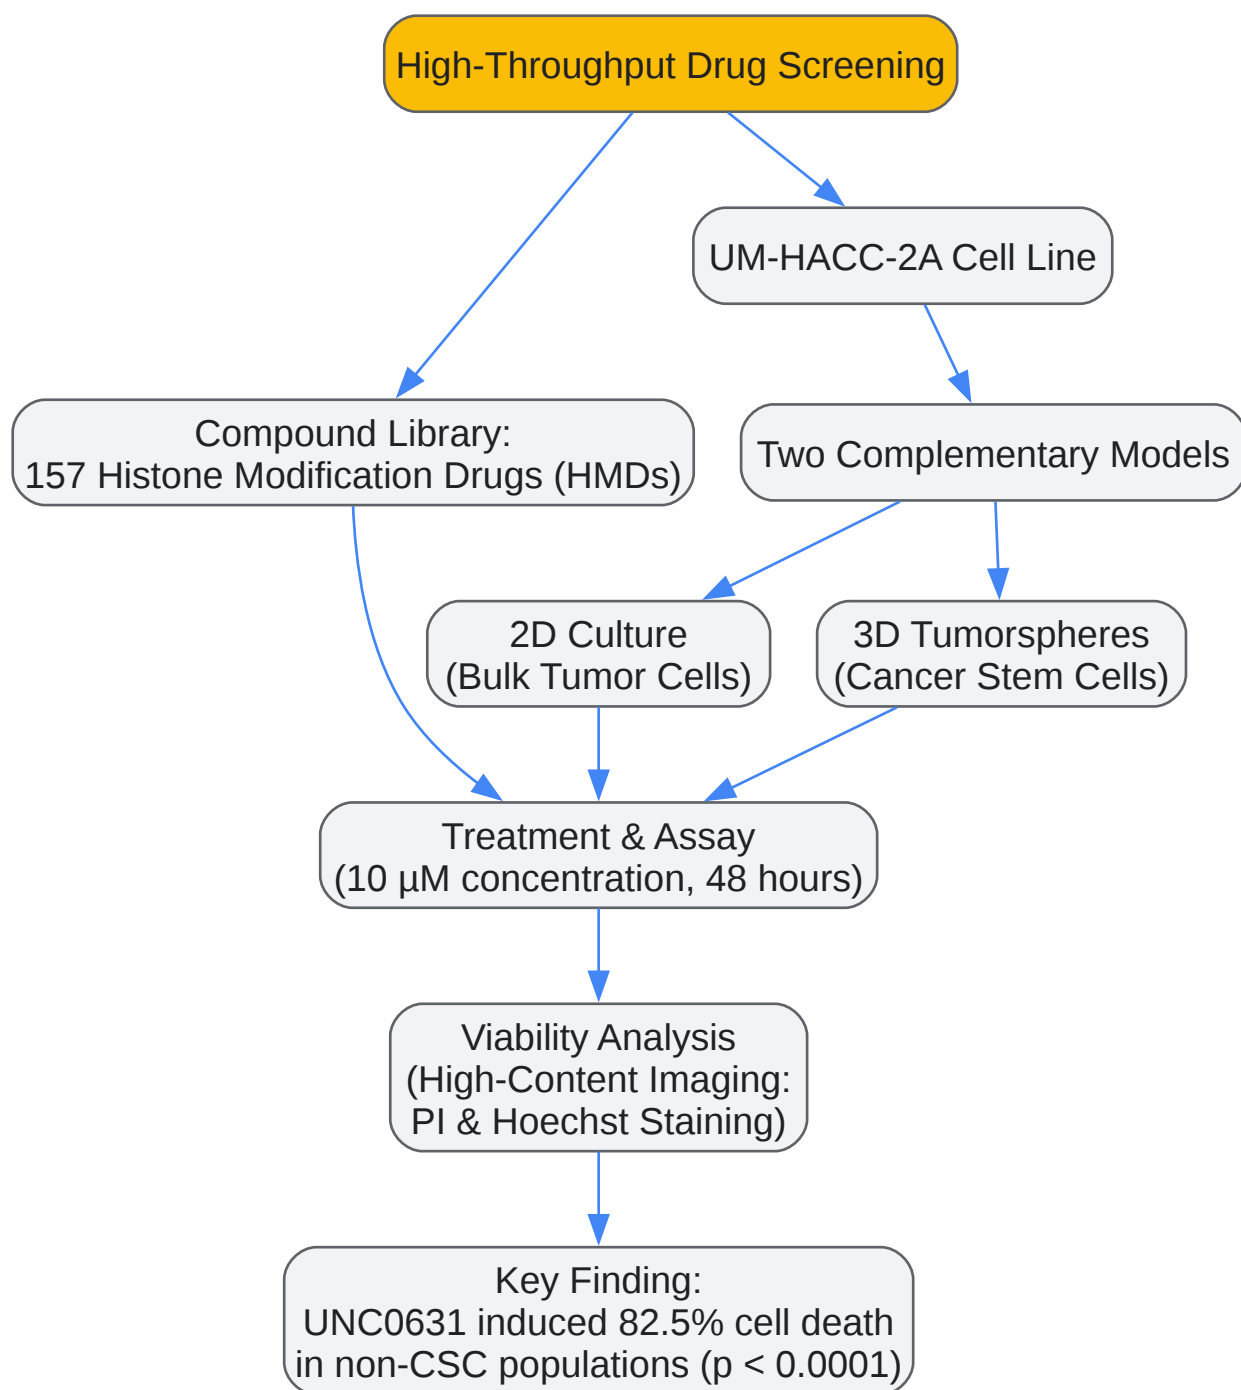 High-Throughput Drug Screening
UM-HACC-2A Cell Line
Compound Library:
157 Histone Modification Drugs (HMDs)
Two Complementary Models
2D Culture
(Bulk Tumor Cells)
3D Tumorspheres
(Cancer Stem Cells)
Treatment & Assay
(10 µM concentration, 48 hours)
Viability Analysis
(High-Content Imaging:
PI & Hoechst Staining)
Key Finding:
UNC0631 induced 82.5% cell death
in non-CSC populations (p < 0.0001)